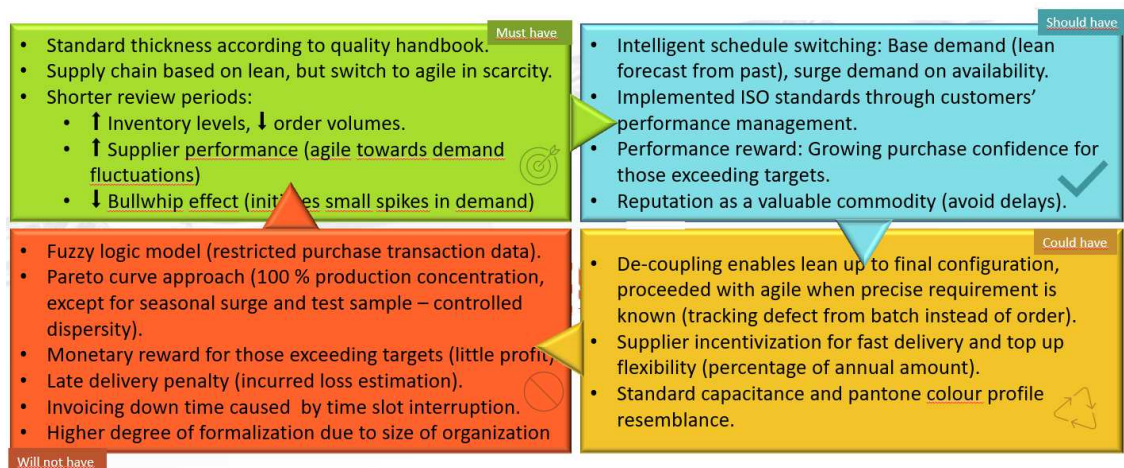 Must have
• Standard thickness according to quality handbook.
• Supply chain based on lean, but switch to agile in scarcity.
• Shorter review periods:
• ⬆ Inventory levels, ⬇ order volumes.
• ⬆ Supplier performance (agile towards demand
fluctuations)
• ⬇ Bullwhip effect (init es small spikes in demand)
Should have
• Intelligent schedule switching: Base demand (lean
forecast from past), surge demand on availability.
• Implemented ISO standards through customers’
performance management.
• Performance reward: Growing purchase confidence for
those exceeding targets.
• Reputation as a valuable commodity (avoid delays).
• Fuzzy logic model (restricted purchase transaction data).
• Pareto curve approach (100 % production concentration,
except for seasonal surge and test sample – controlled
dispersity).
• Monetary reward for those exceeding targets (little profit)
• Late delivery penalty (incurred loss estimation).
• Invoicing down time caused by time slot interruption.
• Higher degree of formalization due to size of organization
Will not have
Could have
• De-coupling enables lean up to final configuration,
proceeded with agile when precise requirement is
known (tracking defect from batch instead of order).
• Supplier incentivization for fast delivery and top up
flexibility (percentage of annual amount).
• Standard capacitance and pantone colour profile
resemblance.